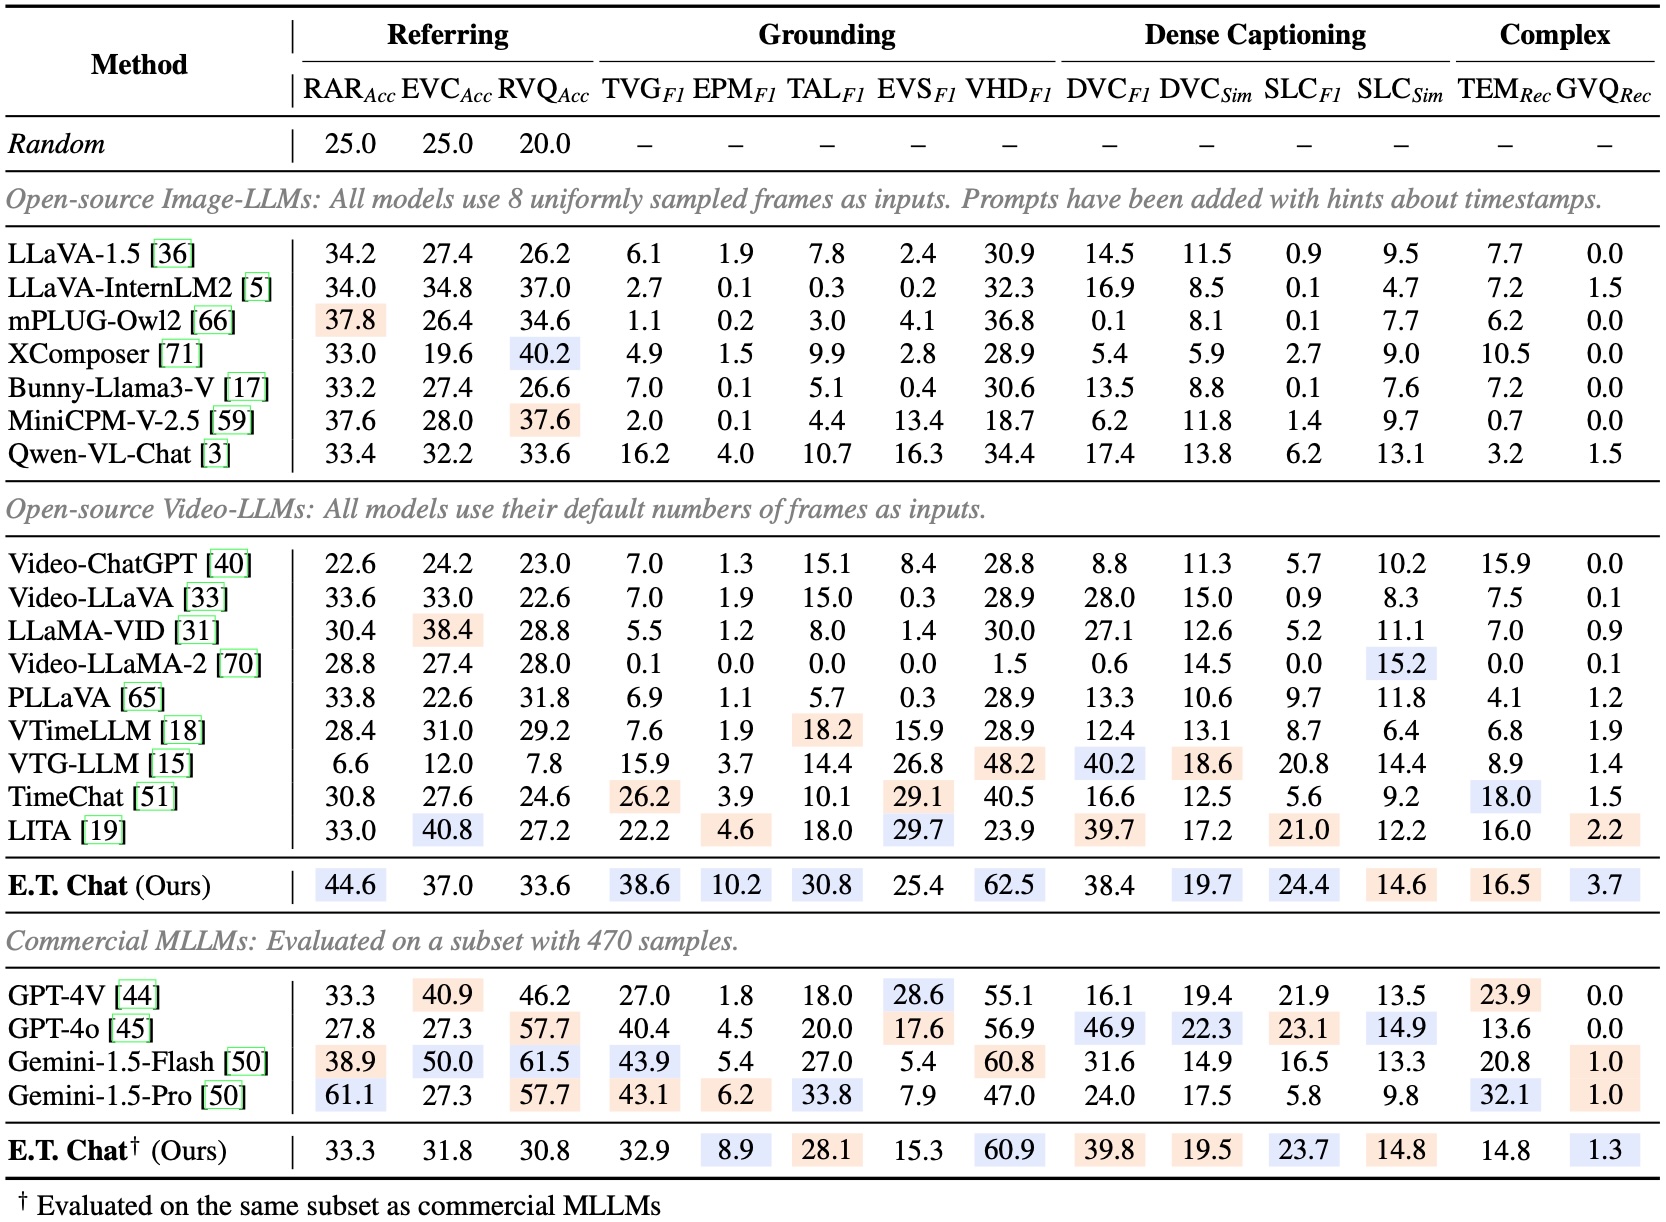 Method Referring Grounding Dense Captioning Complex
RAR_Acc EVC_Acc RVQ_Acc TVG_F1 EPM_F1 TAL_F1 EVS_F1 VHD_F1 DVC_F1 DVC_Sim SLC_F1 SLC_Sim TEM_Rec GVQ_Rec
Random 25.0 25.0 20.0 – – – – – – – – – – –
Open-source Image-LLMs: All models use 8 uniformly sampled frames as inputs. Prompts have been added with hints about timestamps.
LLaVA-1.5 [36] 34.2 27.4 26.2 6.1 1.9 7.8 2.4 30.9 14.5 11.5 0.9 9.5 7.7 0.0
LLaVA-InternLM2 [5] 34.0 34.8 37.0 2.7 0.1 0.3 0.2 32.3 16.9 8.5 0.1 4.7 7.2 1.5
mPLUG-Owl2 [66] 37.8 26.4 34.6 1.1 0.2 3.0 4.1 36.8 0.1 8.1 0.1 7.7 6.2 0.0
XComposer [71] 33.0 19.6 40.2 4.9 1.5 9.9 2.8 28.9 5.4 5.9 2.7 9.0 10.5 0.0
Bunny-Llama3-V [17] 33.2 27.4 26.6 7.0 0.1 5.1 0.4 30.6 13.5 8.8 0.1 7.6 7.2 0.0
MiniCPM-V-2.5 [59] 37.6 28.0 37.6 2.0 0.1 4.4 13.4 18.7 6.2 11.8 1.4 9.7 0.7 0.0
Qwen-VL-Chat [3] 33.4 32.2 33.6 16.2 4.0 10.7 16.3 34.4 17.4 13.8 6.2 13.1 3.2 1.5
Open-source Video-LLMs: All models use their default numbers of frames as inputs.
Video-ChatGPT [40] 22.6 24.2 23.0 7.0 1.3 15.1 8.4 28.8 8.8 11.3 5.7 10.2 15.9 0.0
Video-LLaVA [33] 33.6 33.0 22.6 7.0 1.9 15.0 0.3 28.9 28.0 15.0 0.9 8.3 7.5 0.1
LLaMA-VID [31] 30.4 38.4 28.8 5.5 1.2 8.0 1.4 30.0 27.1 12.6 5.2 11.1 7.0 0.9
Video-LLaMA-2 [70] 28.8 27.4 28.0 0.1 0.0 0.0 0.0 1.5 0.6 14.5 0.0 15.2 0.0 0.1
PLLaVA [65] 33.8 22.6 31.8 6.9 1.1 5.7 0.3 28.9 13.3 10.6 9.7 11.8 4.1 1.2
VTimeLLM [18] 28.4 31.0 29.2 7.6 1.9 18.2 15.9 28.9 12.4 13.1 8.7 6.4 6.8 1.9
VTG-LLM [15] 6.6 12.0 7.8 15.9 3.7 14.4 26.8 48.2 40.2 18.6 20.8 14.4 8.9 1.4
TimeChat [51] 30.8 27.6 24.6 26.2 3.9 10.1 29.1 40.5 16.6 12.5 5.6 9.2 18.0 1.5
LITA [19] 33.0 40.8 27.2 22.2 4.6 18.0 29.7 23.9 39.7 17.2 21.0 12.2 16.0 2.2
E.T. Chat (Ours) 44.6 37.0 33.6 38.6 10.2 30.8 25.4 62.5 38.4 19.7 24.4 14.6 16.5 3.7
Commercial MLLMs: Evaluated on a subset with 470 samples.
GPT-4V [44] 33.3 40.9 46.2 27.0 1.8 18.0 28.6 55.1 16.1 19.4 21.9 13.5 23.9 0.0
GPT-4o [45] 27.8 27.3 57.7 40.4 4.5 20.0 17.6 56.9 46.9 22.3 23.1 14.9 13.6 0.0
Gemini-1.5-Flash [50] 38.9 50.0 61.5 43.9 5.4 27.0 5.4 60.8 31.6 14.9 16.5 13.3 20.8 1.0
Gemini-1.5-Pro [50] 61.1 27.3 57.7 43.1 6.2 33.8 7.9 47.0 24.0 17.5 5.8 9.8 32.1 1.0
E.T. Chat† (Ours) 33.3 31.8 30.8 32.9 8.9 28.1 15.3 60.9 39.8 19.5 23.7 14.8 14.8 1.3
† Evaluated on the same subset as commercial MLLMs